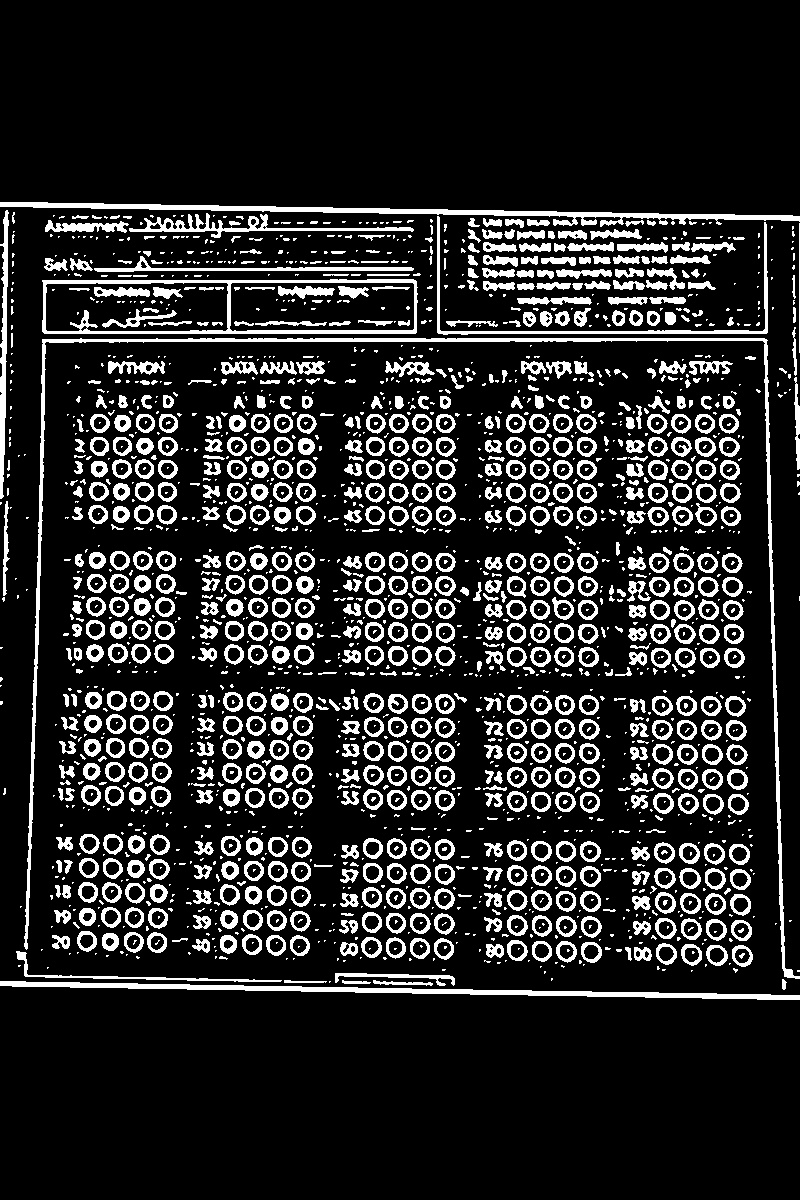 Assessment: Monthly - 08
Set No: A
2. Use only blue/black ball point pen to
3. Use of pencil is strictly prohibited.
4. Circles should be darkened completely and properly.
5. Cutting and erasing on this sheet is not allowed.
6. Do not use any stray marks on the sheet.
7. Do not use marker or white fluid to hide the mark.
WRONG METHODS CORRECT METHOD
Candidate Sign. Invigilator Sign.
PYTHON DATA ANALYSIS MySQL POWER BI Adv STATS
A B C D A B C D A B C D A B C D A B C D
1 21 41 61 81
2 22 42 62 82
3 23 43 63 83
4 24 44 64 84
5 25 45 65 85
6 26 46 66 86
7 27 47 67 87
8 28 48 68 88
9 29 49 69 89
10 30 50 70 90
11 31 51 71 91
12 32 52 72 92
13 33 53 73 93
14 34 54 74 94
15 35 55 75 95
16 36 56 76 96
17 37 57 77 97
18 38 58 78 98
19 39 59 79 99
20 40 60 80 100